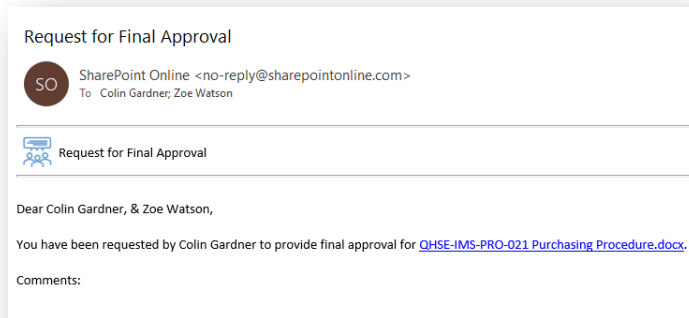 Request for Final Approval
SO
SharePoint Online <no-reply@sharepointonline.com>
To Colin Gardner; Zoe Watson
Request for Final Approval
Dear Colin Gardner, & Zoe Watson,
You have been requested by Colin Gardner to provide final approval for QHSE-IMS-PRO-021 Purchasing Procedure.docx.
Comments: